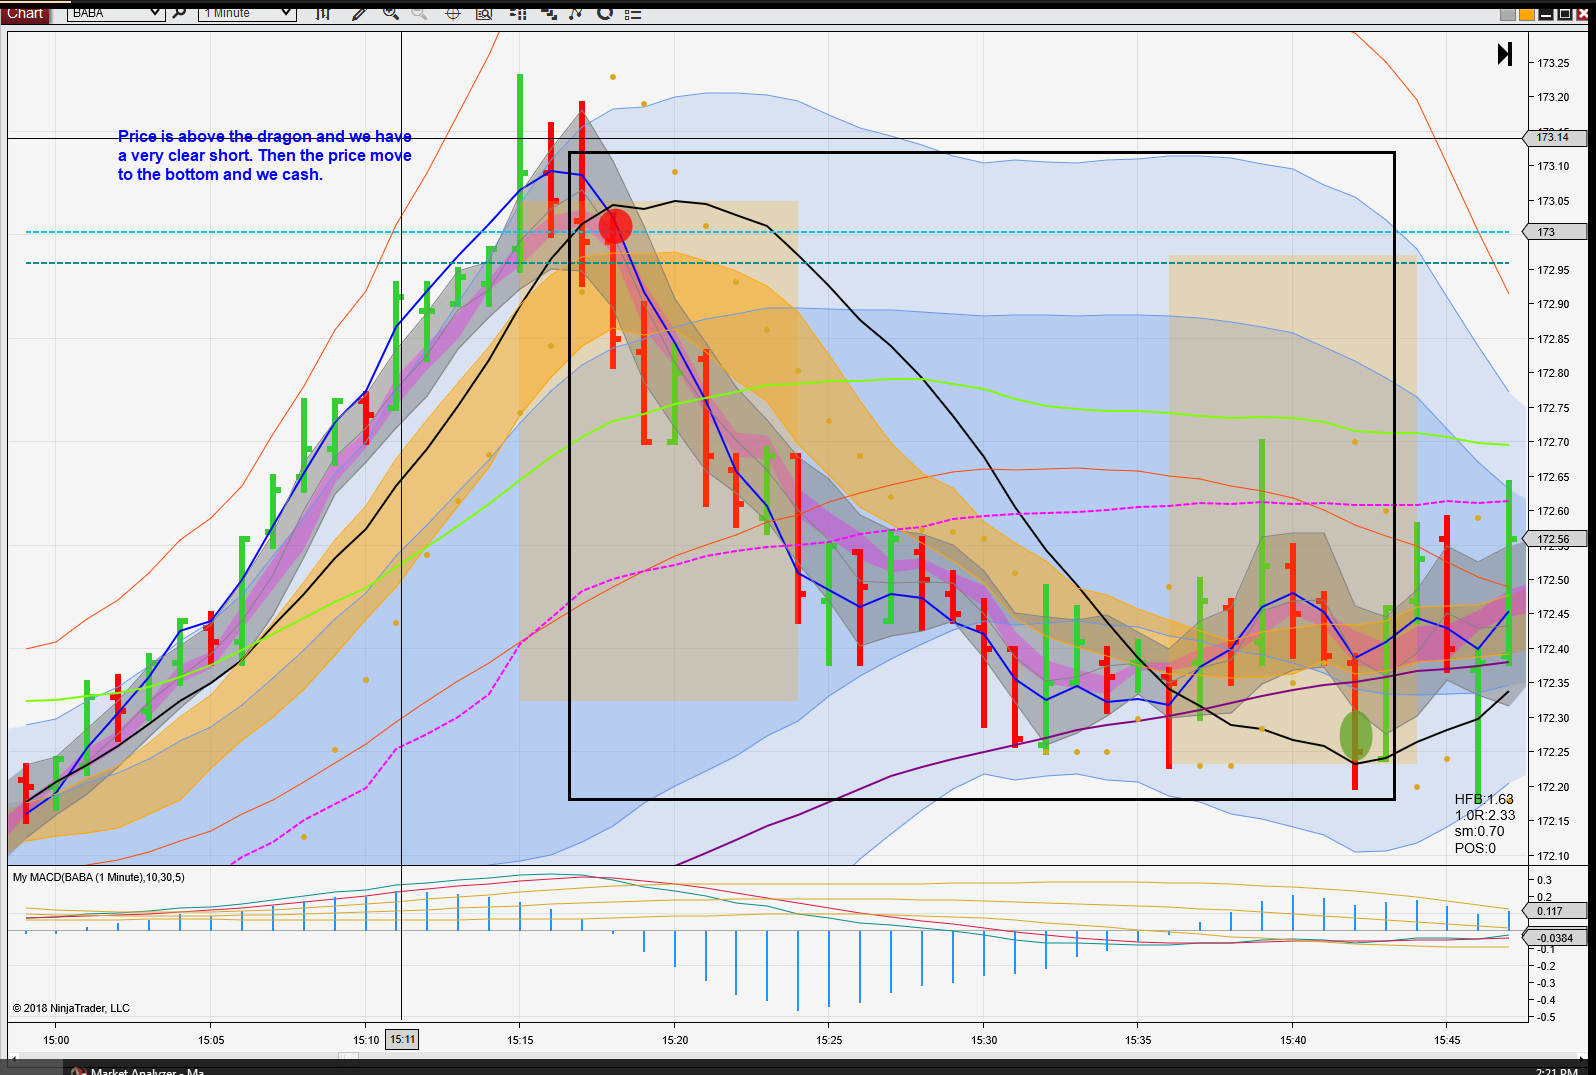 Chart BABA 1 Minute
Price is above the dragon and we have
a very clear short. Then the price move
to the bottom and we cash.
173.25
173.20
173.14
173.10
173.05
173
172.95
172.90
172.85
172.80
172.75
172.70
172.65
172.60
172.56
172.50
172.45
172.40
172.35
172.30
172.25
172.20
172.15
172.10
HFB:1.63
1.0R:2.33
sm:0.70
POS:0
My MACD(BABA (1 Minute),10,30,5)
0.3
0.2
0.117
-0.0384
-0.1
-0.2
-0.3
-0.4
-0.5
© 2018 NinjaTrader, LLC
15:00 15:05 15:10 15:11 15:15 15:20 15:25 15:30 15:35 15:40 15:45
Market Analyzer - Ma
2:21 PM